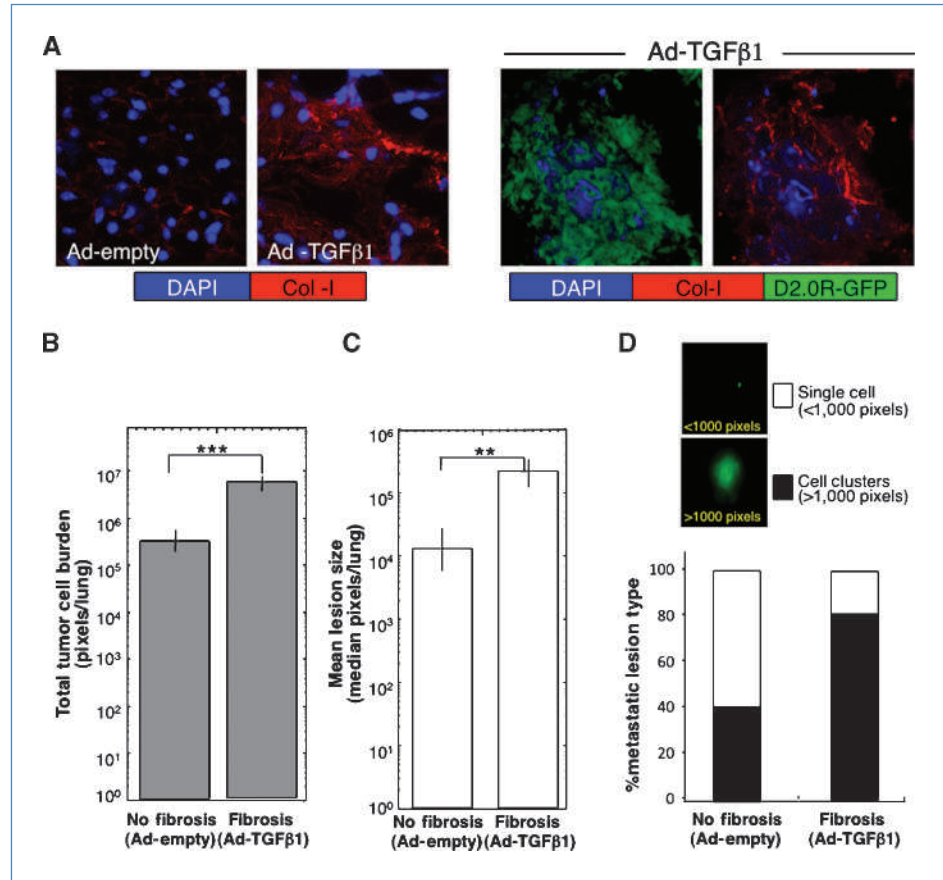 A
Ad-TGFβ1
Ad-empty
Ad -TGFβ1
DAPI
Col -I
DAPI
Col-I
D2.0R-GFP
B
Total tumor cell burden
(pixels/lung)
10⁷
10⁶
10⁵
10⁴
10³
10²
10¹
10⁰
***
No fibrosis
(Ad-empty)
Fibrosis
(Ad-TGFβ1)
C
Mean lesion size
(median pixels/lung)
10⁶
10⁵
10⁴
10³
10²
10¹
10⁰
**
No fibrosis
(Ad-empty)
Fibrosis
(Ad-TGFβ1)
D
<1000 pixels
Single cell
(<1,000 pixels)
>1000 pixels
Cell clusters
(>1,000 pixels)
%metastatic lesion type
100
80
60
40
20
0
No fibrosis
(Ad-empty)
Fibrosis
(Ad-TGFβ1)